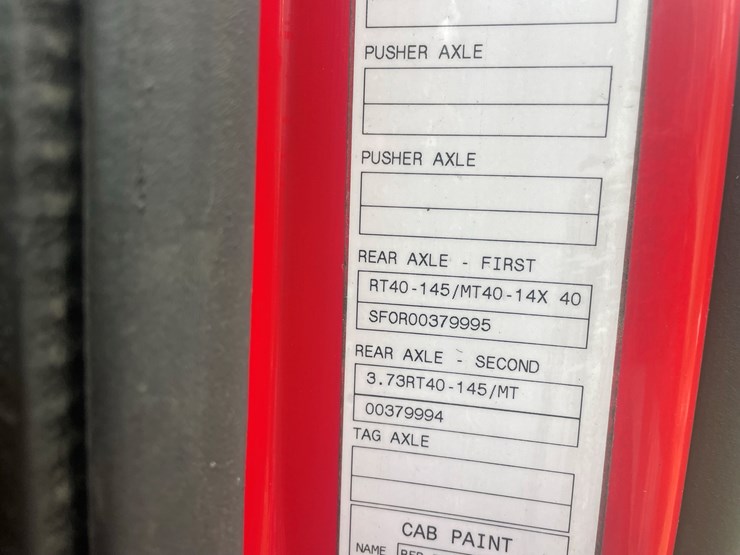 PUSHER AXLE
PUSHER AXLE
REAR AXLE - FIRST
RT40-145/MT40-14X 40
SFOR00379995
REAR AXLE - SECOND
3.73RT40-145/MT
00379994
TAG AXLE
CAB PAINT
NAME